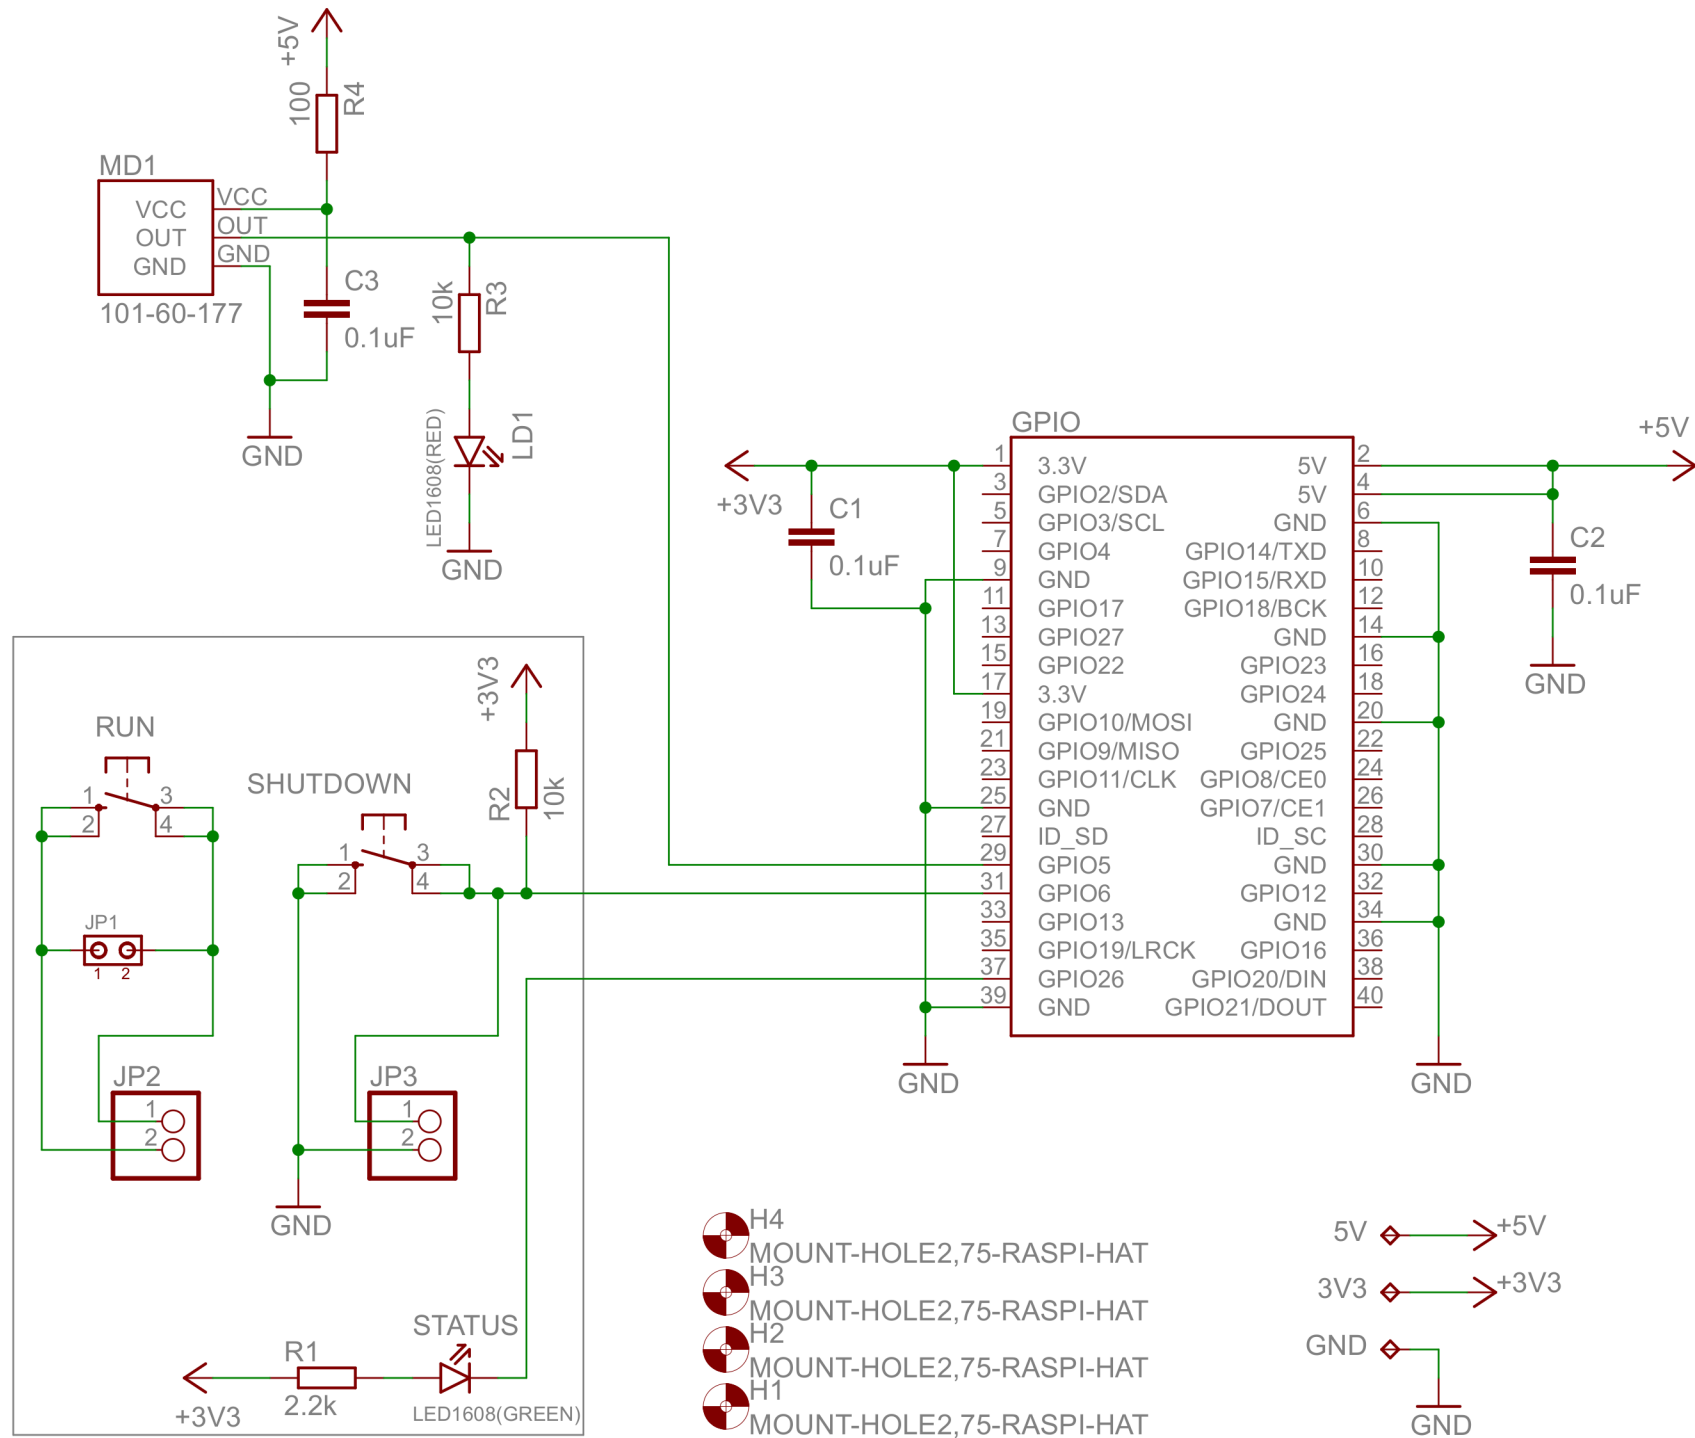 +5V
100
R4
MD1
VCC
OUT
GND
VCC
OUT
GND
101-60-177
C3
0.1uF
GND
10k
R3
LED1608(RED)
LD1
GND
GPIO
+3V3
C1
0.1uF
+5V
C2
0.1uF
GND
1 3.3V 5V 2
3 GPIO2/SDA 5V 4
5 GPIO3/SCL GND 6
7 GPIO4 GPIO14/TXD 8
9 GND GPIO15/RXD 10
11 GPIO17 GPIO18/BCK 12
13 GPIO27 GND 14
15 GPIO22 GPIO23 16
17 3.3V GPIO24 18
19 GPIO10/MOSI GND 20
21 GPIO9/MISO GPIO25 22
23 GPIO11/CLK GPIO8/CE0 24
25 GND GPIO7/CE1 26
27 ID_SD ID_SC 28
29 GPIO5 GND 30
31 GPIO6 GPIO12 32
33 GPIO13 GND 34
35 GPIO19/LRCK GPIO16 36
37 GPIO26 GPIO20/DIN 38
39 GND GPIO21/DOUT 40
GND
GND
RUN
1 3
2 4
JP1
1 2
JP2
1
2
SHUTDOWN
1 3
2 4
+3V3
R2
10k
JP3
1
2
GND
STATUS
R1
2.2k
+3V3
LED1608(GREEN)
H4
MOUNT-HOLE2,75-RASPI-HAT
H3
MOUNT-HOLE2,75-RASPI-HAT
H2
MOUNT-HOLE2,75-RASPI-HAT
H1
MOUNT-HOLE2,75-RASPI-HAT
5V +5V
3V3 +3V3
GND
GND